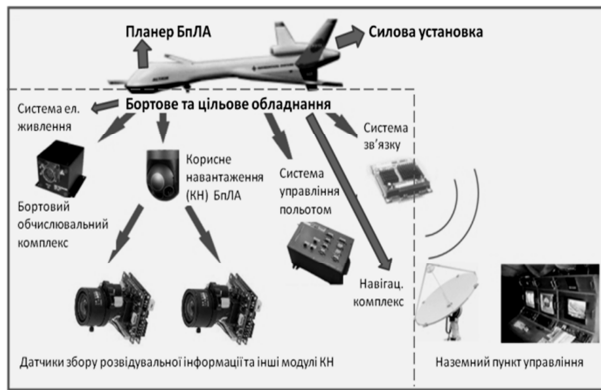 Планер БпЛА
Силова установка
Бортове та цільове обладнання
Система ел.
живлення
Бортовий
обчислювальний
комплекс
Корисне
навантаження
(КН) БпЛА
Система
управління
польотом
Система
зв'язку
Навігац.
комплекс
Датчики збору розвідувальної інформації та інші модулі КН
Наземний пункт управління